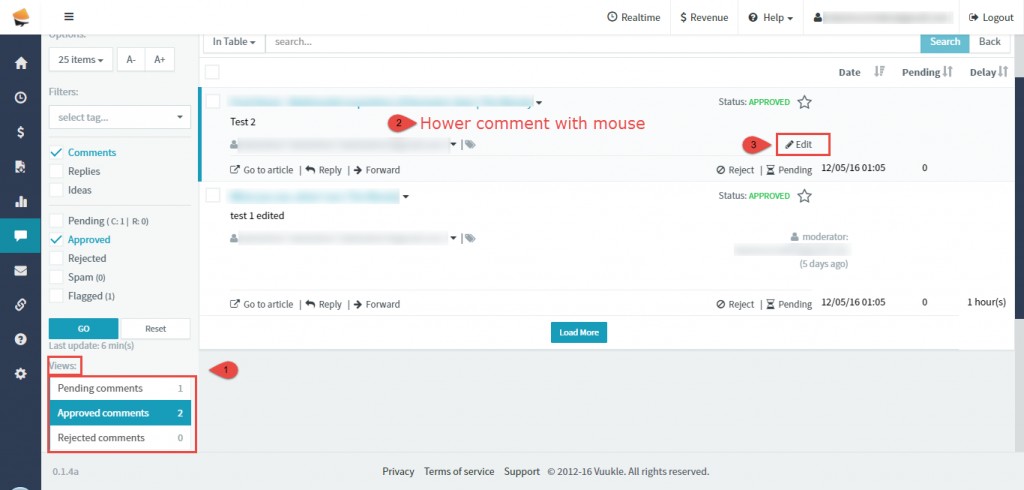 Realtime $ Revenue Help Logout
Options:
25 items A- A+
Filters:
select tag...
Comments
Replies
Ideas
Pending ( C: 1 | R: 0)
Approved
Rejected
Spam (0)
Flagged (1)
GO Reset
Last update: 6 min(s)
Views:
Pending comments 1
Approved comments 2
Rejected comments 0
0.1.4a
In Table search... Search Back
Date Pending Delay
Status: APPROVED
Test 2
2 Hower comment with mouse
3 Edit
Go to article | Reply | Forward Reject | Pending 12/05/16 01:05 0
Status: APPROVED
test 1 edited
moderator:
(5 days ago)
Go to article | Reply | Forward Reject | Pending 12/05/16 01:05 0 1 hour(s)
Load More
1
Privacy Terms of service Support © 2012-16 Vuukle. All rights reserved.